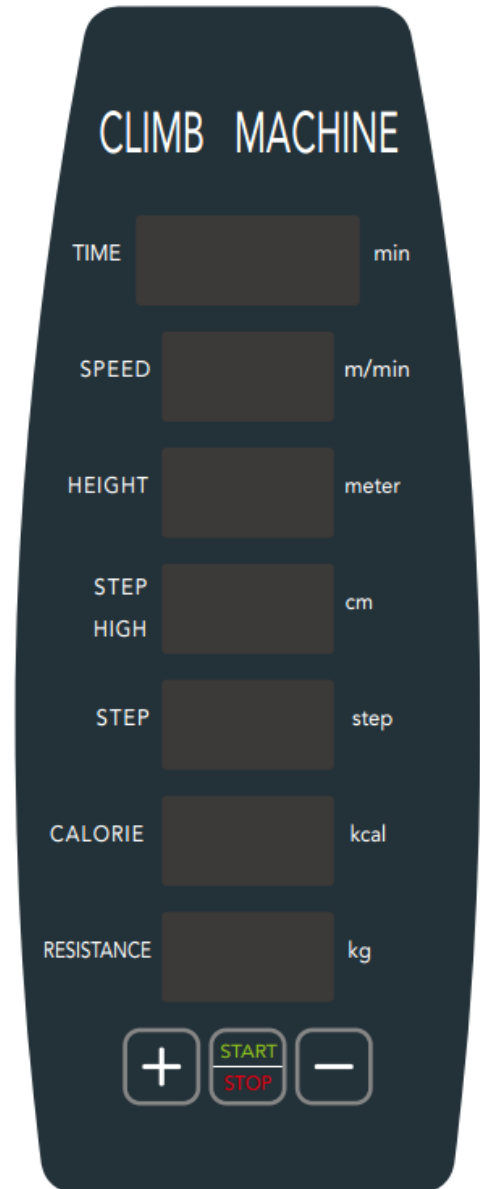 CLIMB MACHINE
TIME min
SPEED m/min
HEIGHT meter
STEP
HIGH
cm
STEP step
CALORIE kcal
RESISTANCE kg
+ START −
STOP